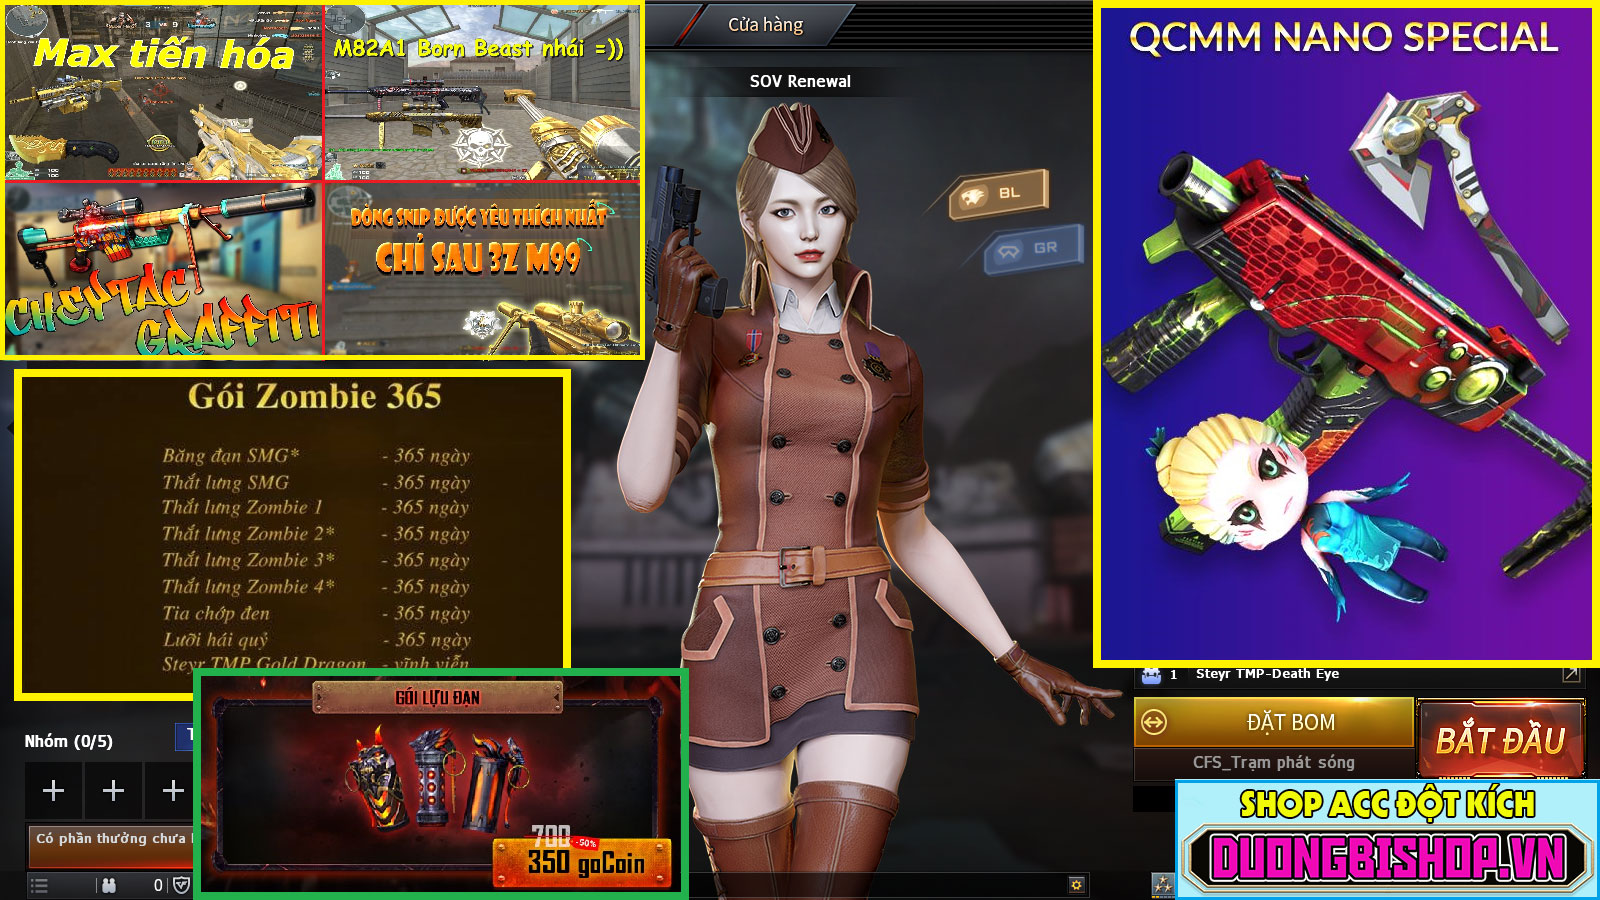 Max tiến hóa
M82A1 Born Beast nhái =))
CHEYTAC
GRAFFITI
DÒNG SNIP ĐƯỢC YÊU THÍCH NHẤT
CHỈ SAU 3Z M99
Cửa hàng
SOV Renewal
BL
GR
QCMM NANO SPECIAL
Gói Zombie 365
Băng đạn SMG* - 365 ngày
Thắt lưng SMG - 365 ngày
Thắt lưng Zombie 1 - 365 ngày
Thắt lưng Zombie 2* - 365 ngày
Thắt lưng Zombie 3* - 365 ngày
Thắt lưng Zombie 4* - 365 ngày
Tia chớp đen - 365 ngày
Lưỡi hái quỷ - 365 ngày
Steyr TMP Gold Dragon - vĩnh viễn
GÓI LỰU ĐẠN
700 -50%
350 goCoin
Nhóm (0/5)
T
+ + +
Có phần thưởng chưa
0
1 Steyr TMP-Death Eye
ĐẶT BOM
CFS_Trạm phát sóng
BẮT ĐẦU
SHOP ACC ĐỘT KÍCH
DUONGBISHOP.VN